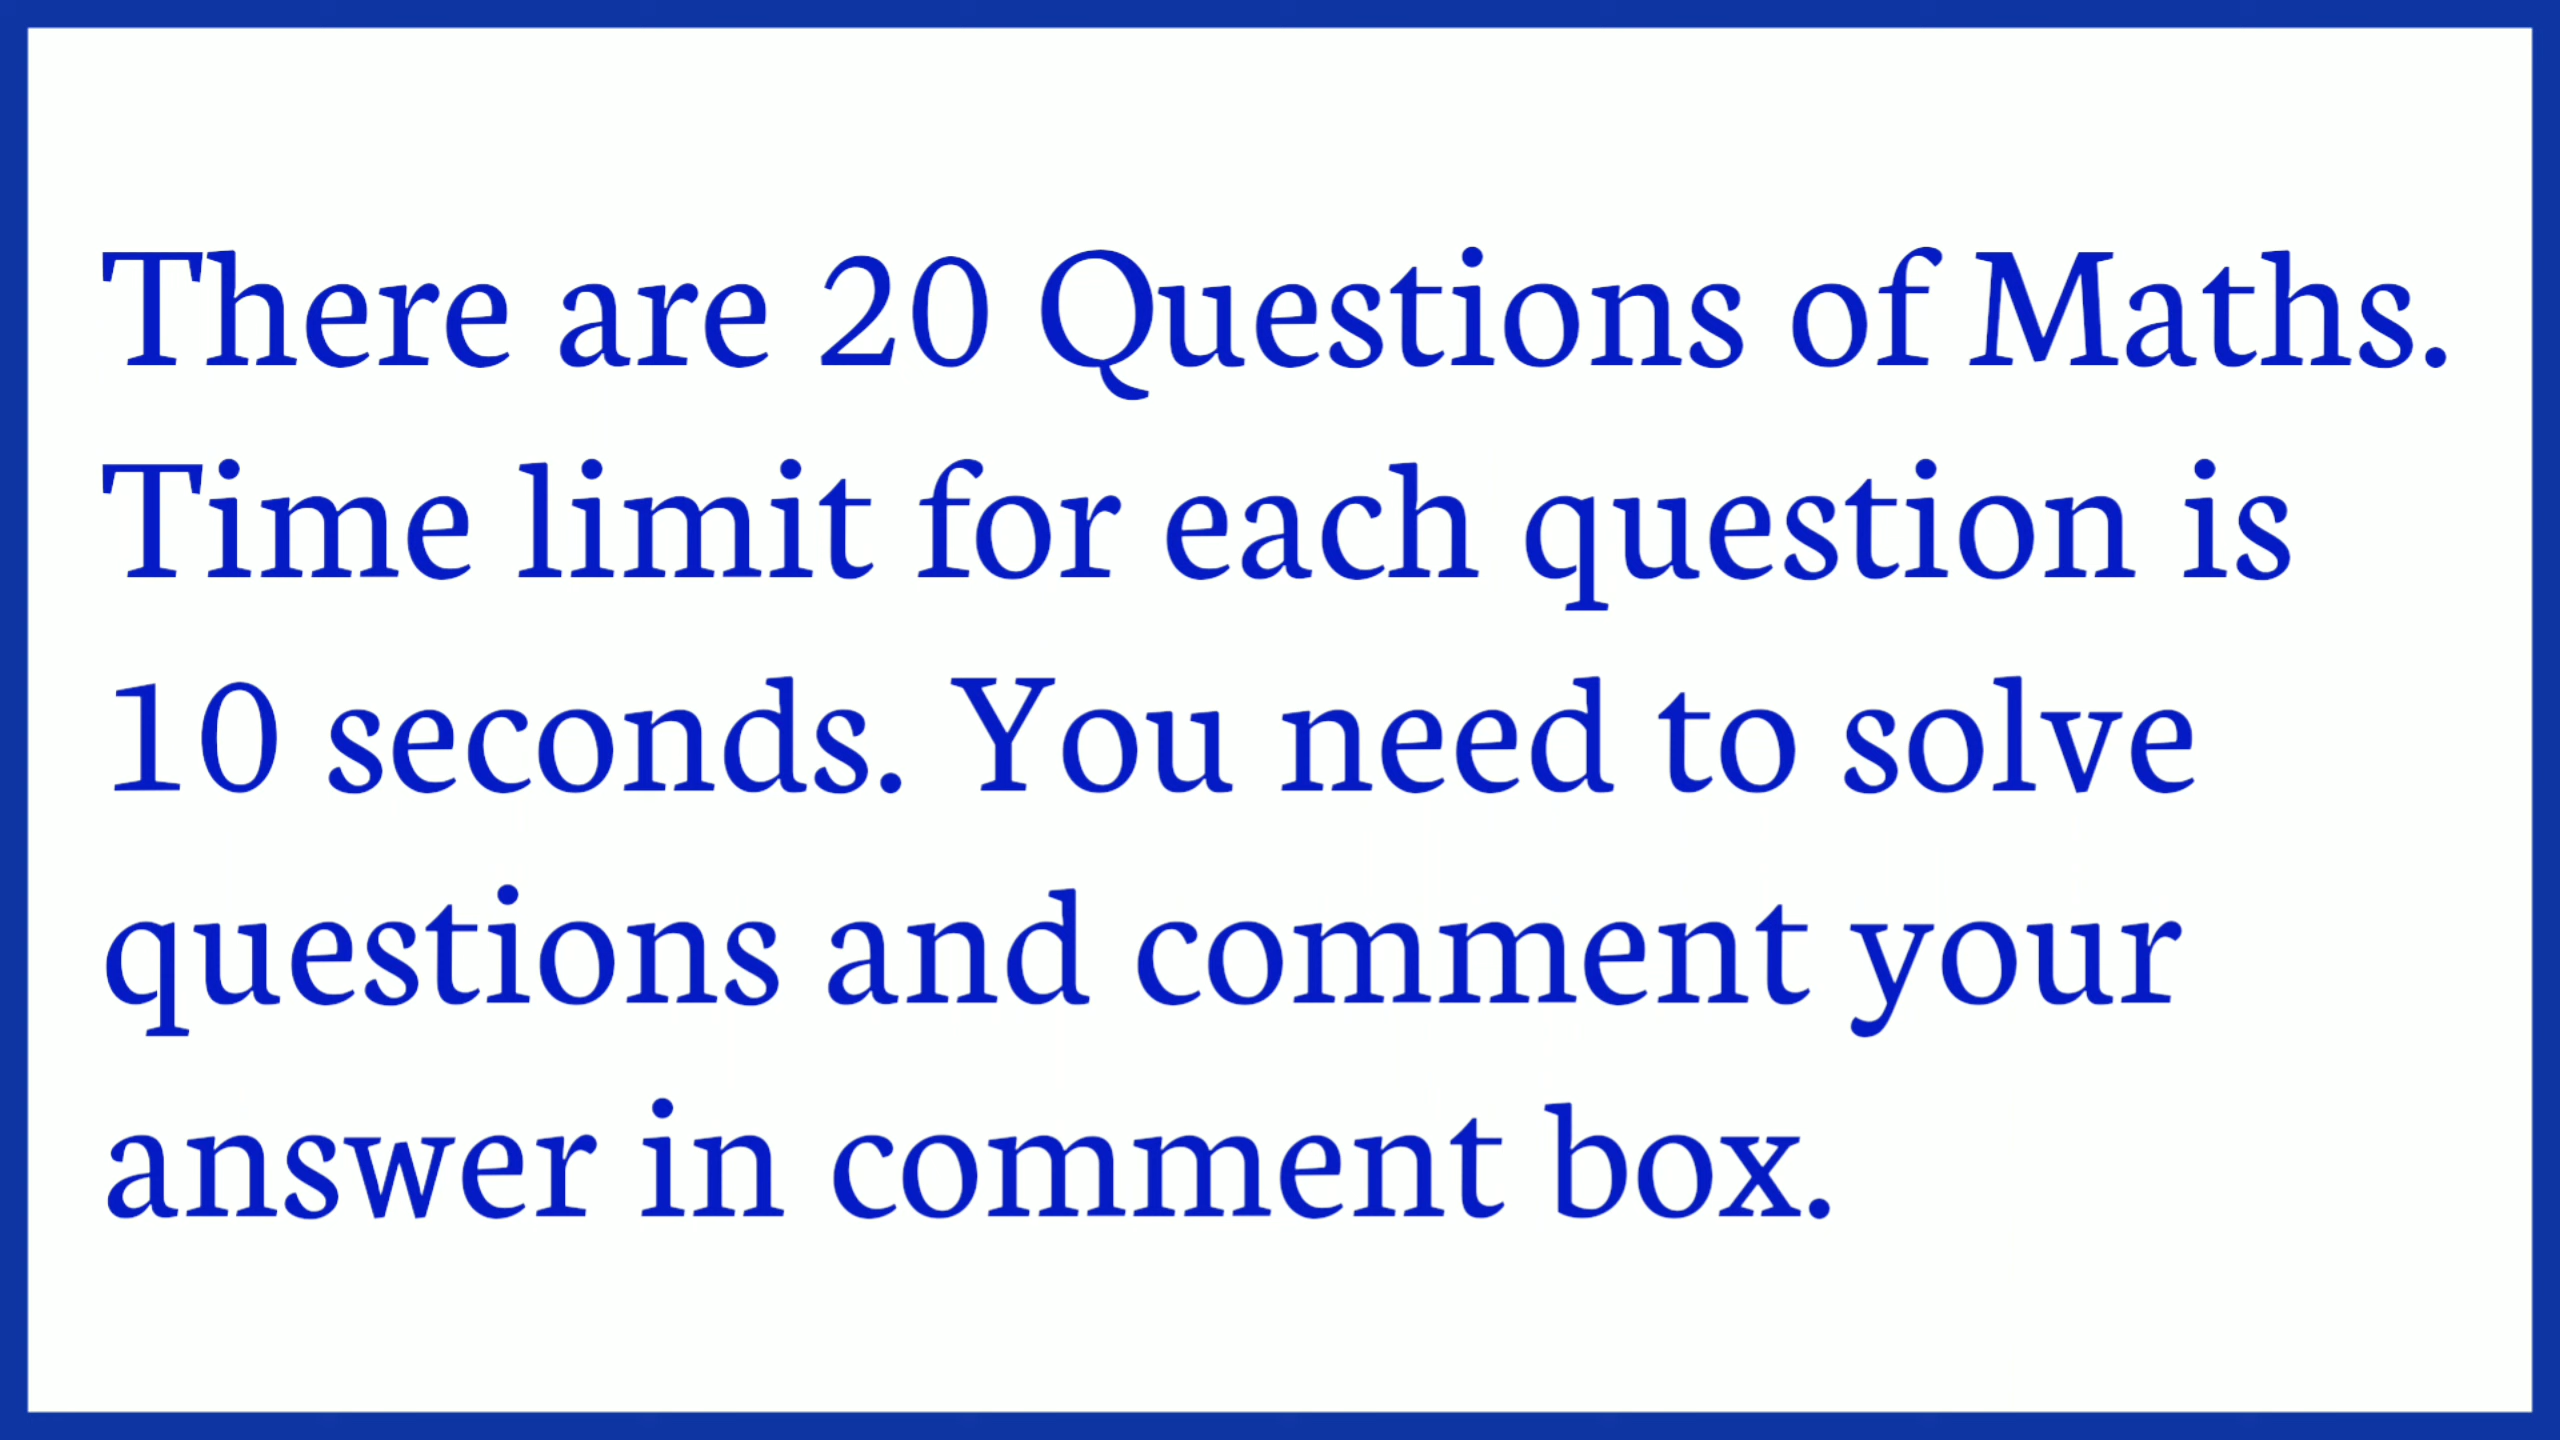 There are 20 Questions of Maths.
Time limit for each question is
10 seconds. You need to solve
questions and comment your
answer in comment box.